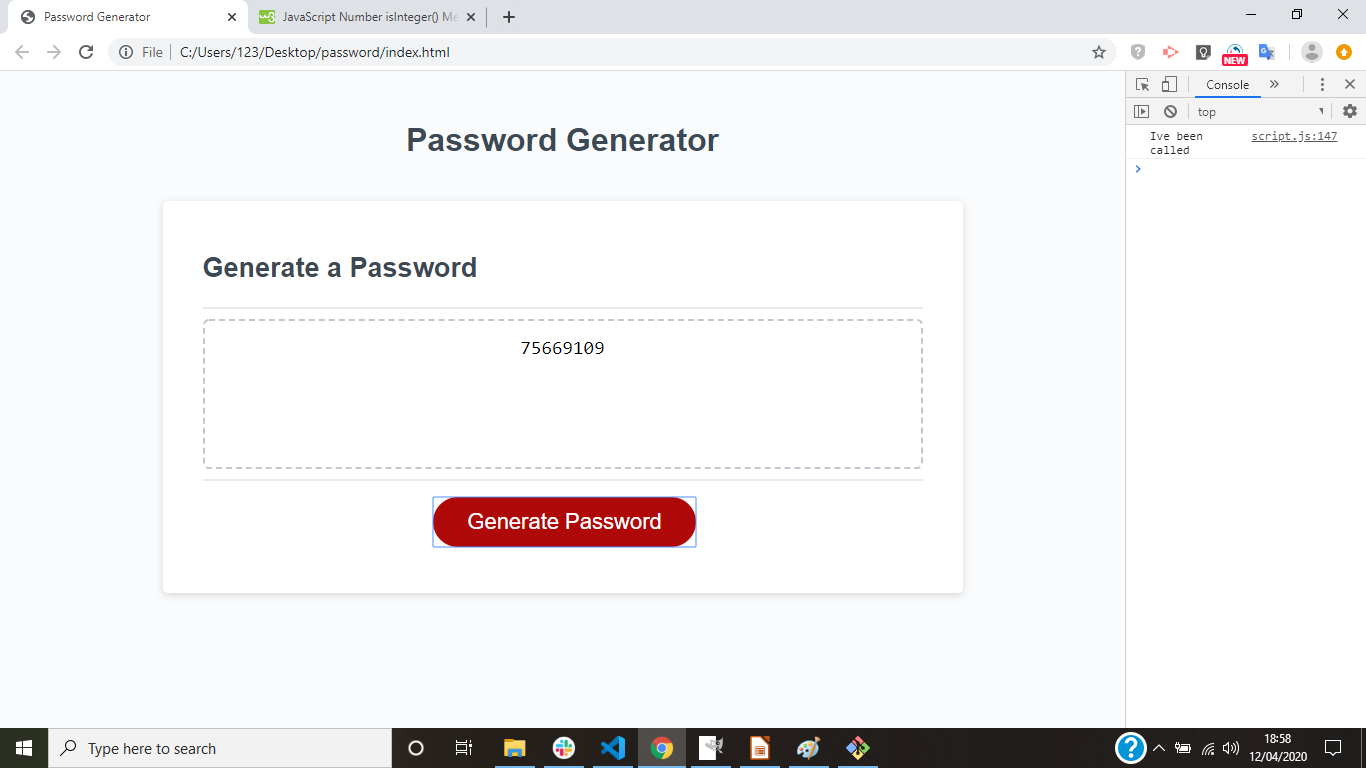 Password Generator
JavaScript Number isInteger() Me
File
C:/Users/123/Desktop/password/index.html
NEW
Console
top
Ive been called
script.js:147
Password Generator
Generate a Password
75669109
Generate Password
Type here to search
18:58
12/04/2020